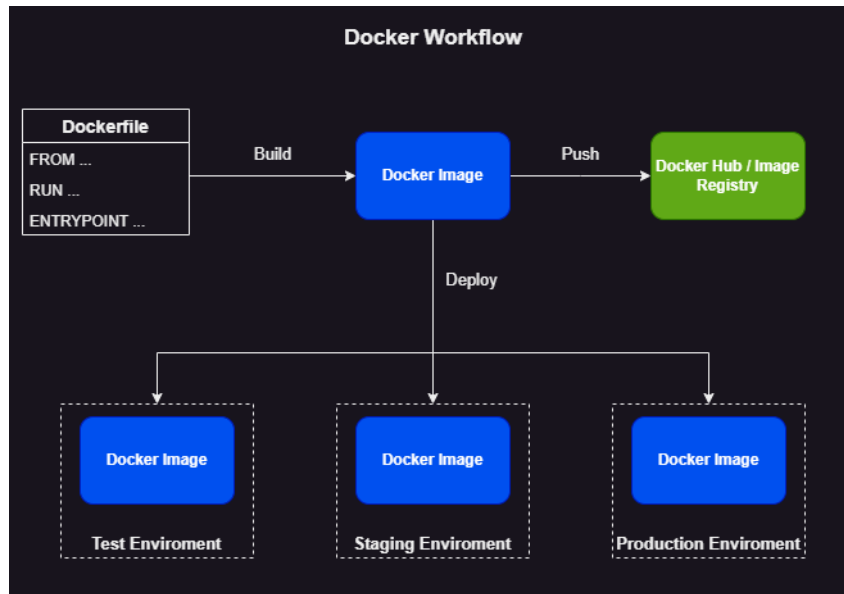 Docker Workflow
Dockerfile
FROM ...
RUN ...
ENTRYPOINT ...
Build
Docker Image
Push
Docker Hub / Image
Registry
Deploy
Docker Image
Test Enviroment
Docker Image
Staging Enviroment
Docker Image
Production Enviroment